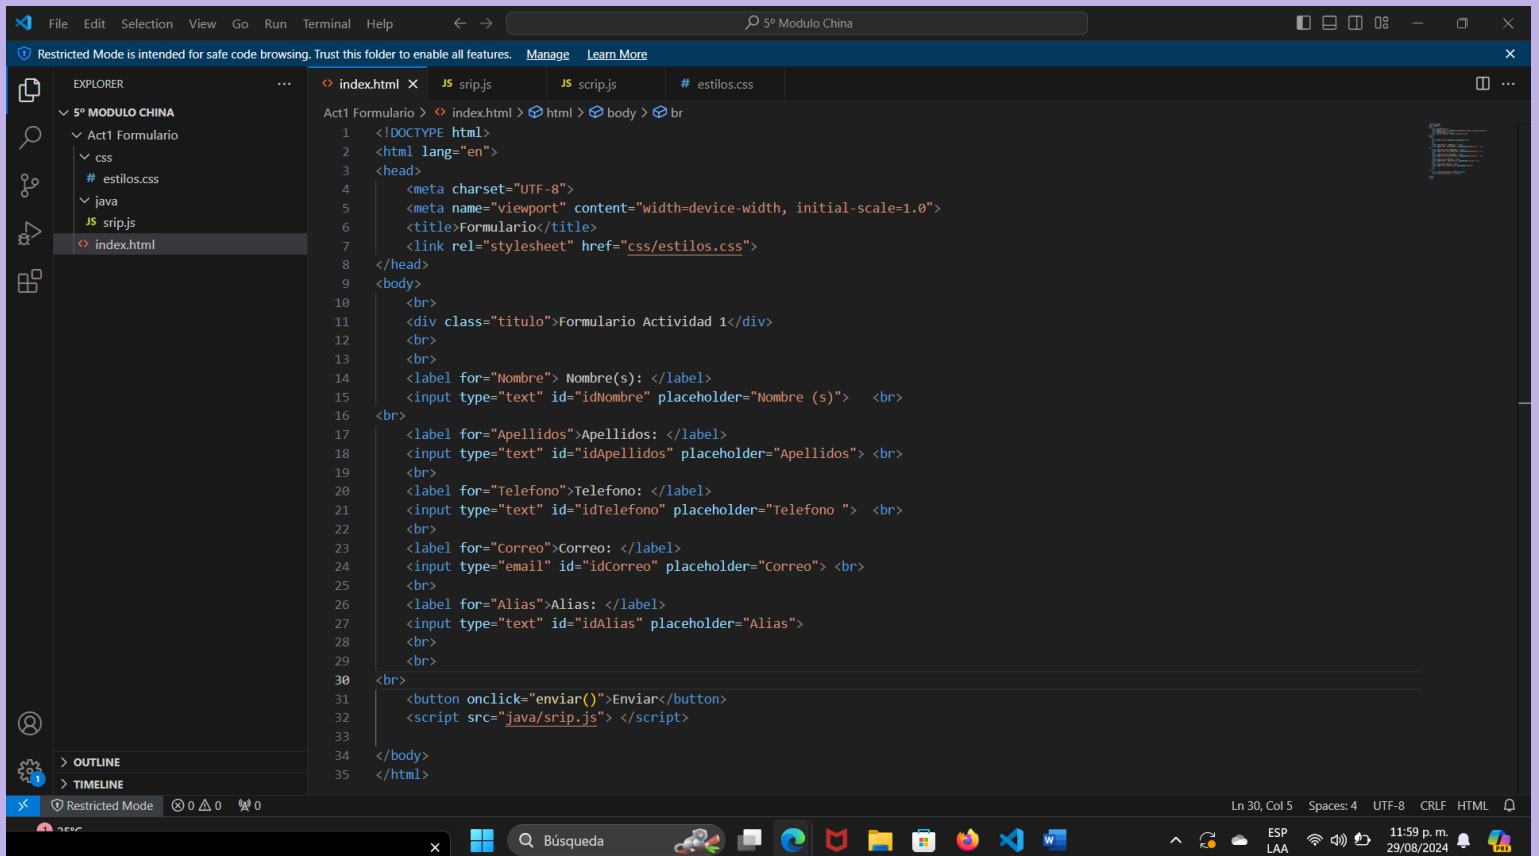 File Edit Selection View Go Run Terminal Help 5º Modulo China
Restricted Mode is intended for safe code browsing. Trust this folder to enable all features. Manage Learn More
EXPLORER
5º MODULO CHINA
Act1 Formulario
css
# estilos.css
java
JS srip.js
<> index.html
OUTLINE
TIMELINE
<> index.html JS srip.js JS scrip.js # estilos.css
Act1 Formulario > <> index.html > html > body > br
1 <!DOCTYPE html>
2 <html lang="en">
3 <head>
4 <meta charset="UTF-8">
5 <meta name="viewport" content="width=device-width, initial-scale=1.0">
6 <title>Formulario</title>
7 <link rel="stylesheet" href="css/estilos.css">
8 </head>
9 <body>
10 <br>
11 <div class="titulo">Formulario Actividad 1</div>
12 <br>
13 <br>
14 <label for="Nombre"> Nombre(s): </label>
15 <input type="text" id="idNombre" placeholder="Nombre (s)"> <br>
16 <br>
17 <label for="Apellidos">Apellidos: </label>
18 <input type="text" id="idApellidos" placeholder="Apellidos"> <br>
19 <br>
20 <label for="Telefono">Telefono: </label>
21 <input type="text" id="idTelefono" placeholder="Telefono "> <br>
22 <br>
23 <label for="Correo">Correo: </label>
24 <input type="email" id="idCorreo" placeholder="Correo"> <br>
25 <br>
26 <label for="Alias">Alias: </label>
27 <input type="text" id="idAlias" placeholder="Alias">
28 <br>
29 <br>
30 <br>
31 <button onclick="enviar()">Enviar</button>
32 <script src="java/srip.js"> </script>
33
34 </body>
35 </html>
1
Restricted Mode 0 0 0 Ln 30, Col 5 Spaces: 4 UTF-8 CRLF HTML
Búsqueda ESP LAA 11:59 p. m. 29/08/2024 PRE